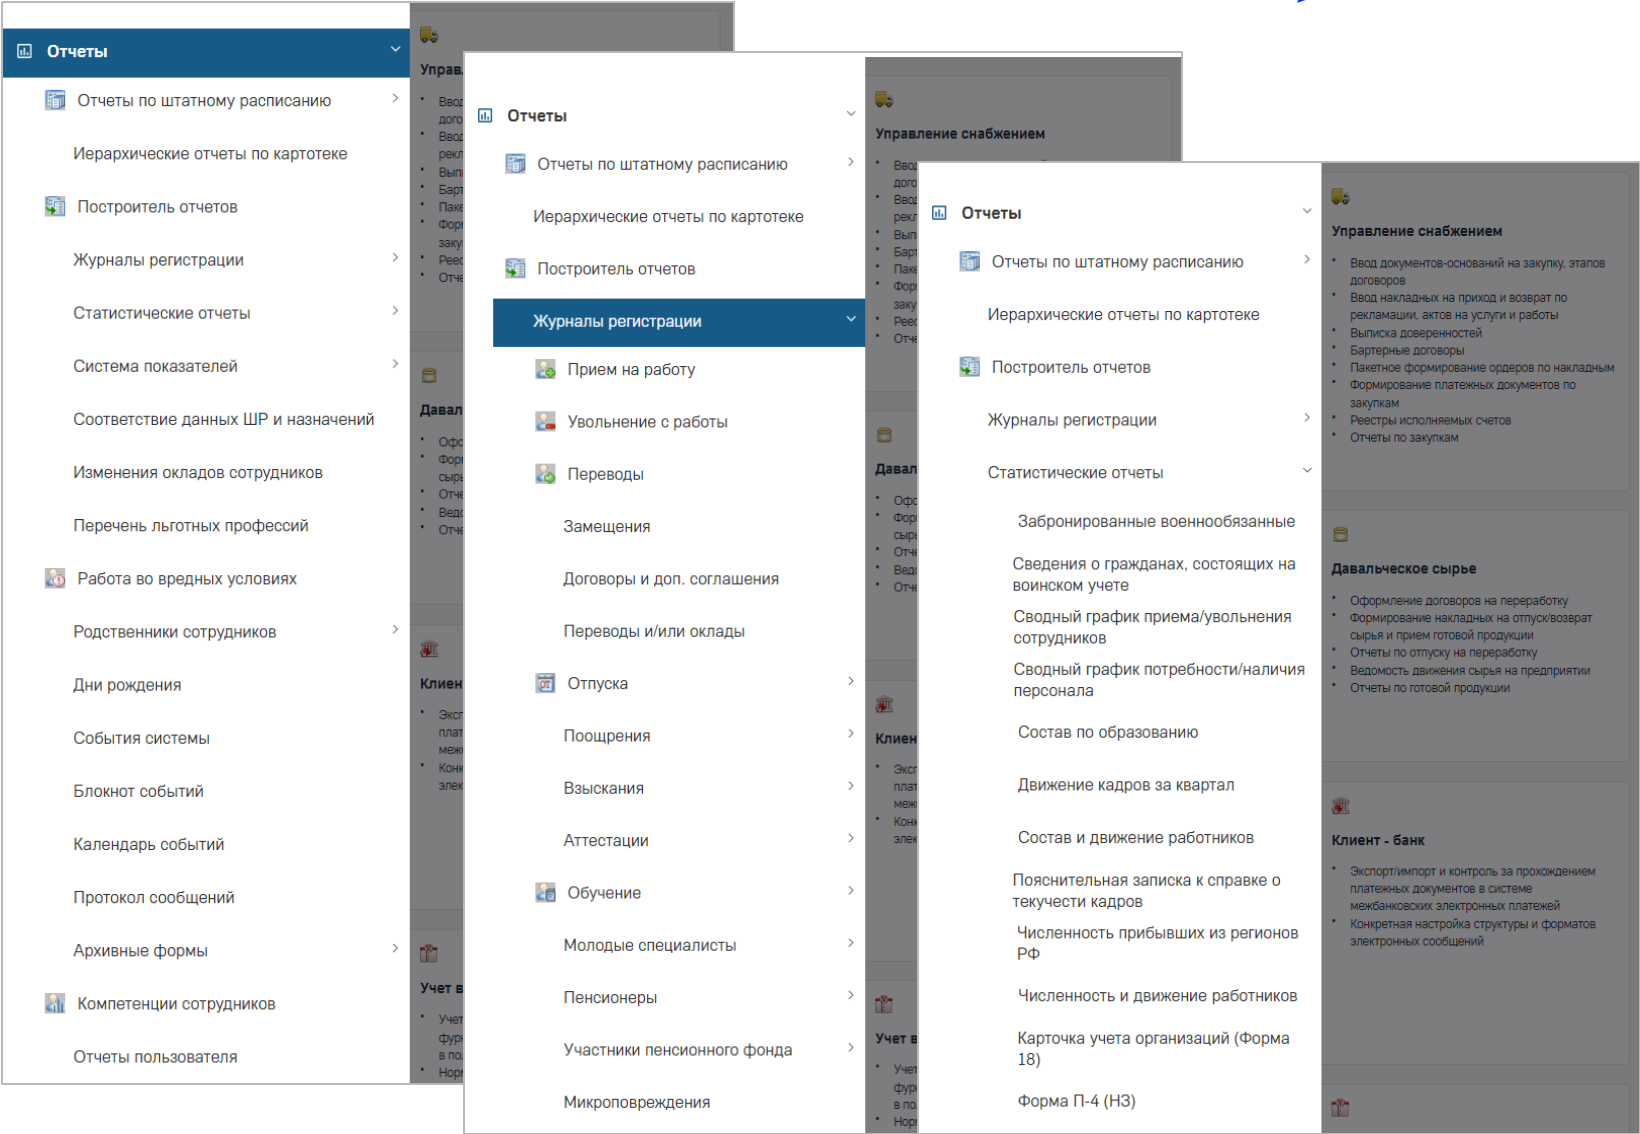 Отчеты
Отчеты по штатному расписанию
Иерархические отчеты по картотеке
Построитель отчетов
Журналы регистрации
Статистические отчеты
Система показателей
Соответствие данных ШР и назначений
Изменения окладов сотрудников
Перечень льготных профессий
Работа во вредных условиях
Родственники сотрудников
Дни рождения
События системы
Блокнот событий
Календарь событий
Протокол сообщений
Архивные формы
Компетенции сотрудников
Отчеты пользователя
Отчеты
Отчеты по штатному расписанию
Иерархические отчеты по картотеке
Построитель отчетов
Журналы регистрации
Прием на работу
Увольнение с работы
Переводы
Замещения
Договоры и доп. соглашения
Переводы и/или оклады
Отпуска
Поощрения
Взыскания
Аттестации
Обучение
Молодые специалисты
Пенсионеры
Участники пенсионного фонда
Микроповреждения
Управление снабжением
Отчеты
Отчеты по штатному расписанию
Иерархические отчеты по картотеке
Построитель отчетов
Журналы регистрации
Статистические отчеты
Забронированные военнообязанные
Сведения о гражданах, состоящих на
воинском учете
Сводный график приема/увольнения
сотрудников
Сводный график потребности/наличия
персонала
Состав по образованию
Движение кадров за квартал
Состав и движение работников
Пояснительная записка к справке о
текучести кадров
Численность прибывших из регионов
РФ
Численность и движение работников
Карточка учета организаций (Форма
18)
Форма П-4 (НЗ)
Управление снабжением
• Ввод документов-оснований на закупку, этапов
договоров
• Ввод накладных на приход и возврат по
рекламации, актов на услуги и работы
• Выписка доверенностей
• Бартерные договоры
• Пакетное формирование ордеров по накладным
• Формирование платежных документов по
закупкам
• Реестры исполняемых счетов
• Отчеты по закупкам
Давальческое сырье
• Оформление договоров на переработку
• Формирование накладных на отпуск/возврат
сырья и прием готовой продукции
• Отчеты по отпуску на переработку
• Ведомость движения сырья на предприятии
• Отчеты по готовой продукции
Клиент - банк
• Экспорт/импорт и контроль за прохождением
платежных документов в системе
межбанковских электронных платежей
• Конкретная настройка структуры и форматов
электронных сообщений